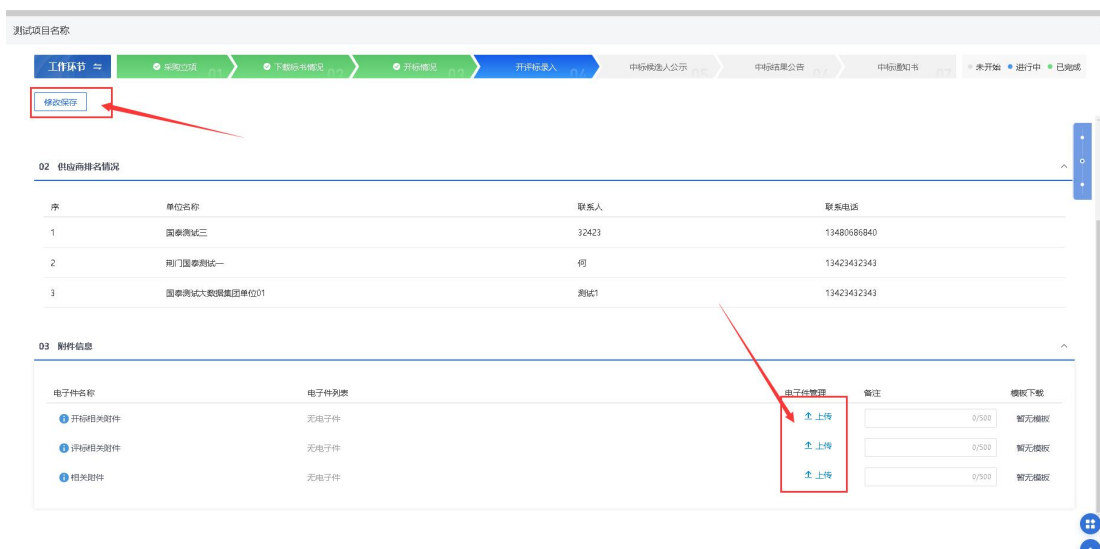 测试项目名称
工作环节 采购立项 01 下载标书情况 02 开标情况 03 开评标录入 04 中标候选人公示 05 中标结果公告 06 中标通知书 07 未开始 进行中 已完成
修改保存
02 供应商排名情况
序 单位名称 联系人 联系电话
1 国泰测试三 32423 13480686840
2 荆门国泰测试一 何 13423432343
3 国泰测试大数据集团单位01 测试1 13423432343
03 附件信息
电子件名称 电子件列表 电子件管理 备注 模板下载
开标相关附件 无电子件 上传 0/500 暂无模板
评标相关附件 无电子件 上传 0/500 暂无模板
相关附件 无电子件 上传 0/500 暂无模板